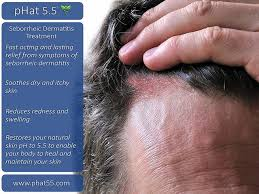 pHat 5.5
Seborrheic Dermatitis
Treatment
Fast acting and lasting
relief from symptoms of
seborrheic dermatitis
Soothes dry and itchy
skin
Reduces redness and
swelling
Restores your natural
skin pH to 5.5 to enable
your body to heal and
maintain your skin
www.phat55.com